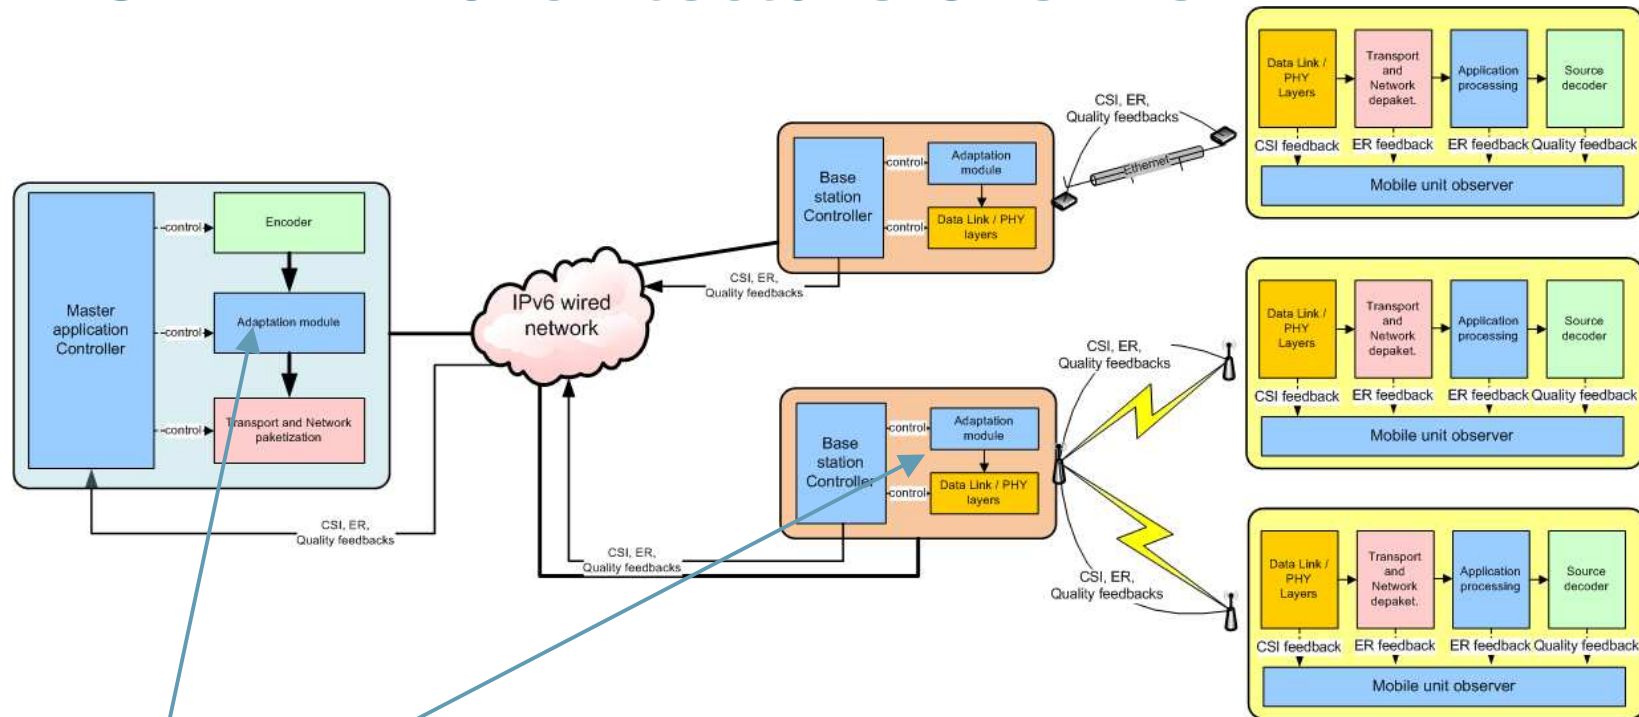 Master
application
Controller
control
Encoder
control
Adaptation module
control
Transport and Network
paketization
CSI, ER,
Quality feedbacks
IPv6 wired
network
CSI, ER,
Quality feedbacks
CSI, ER,
Quality feedbacks
Base
station
Controller
control
Adaptation
module
control
Data Link / PHY
layers
CSI, ER,
Quality feedbacks
Ethernet
Base
station
Controller
control
Adaptation
module
control
Data Link / PHY
layers
CSI, ER,
Quality feedbacks
CSI, ER,
Quality feedbacks
Data Link /
PHY
Layers
Transport
and
Network
depaket.
Application
processing
Source
decoder
CSI feedback
ER feedback
ER feedback
Quality feedback
Mobile unit observer
Data Link /
PHY
Layers
Transport
and
Network
depaket.
Application
processing
Source
decoder
CSI feedback
ER feedback
ER feedback
Quality feedback
Mobile unit observer
Data Link /
PHY
Layers
Transport
and
Network
depaket.
Application
processing
Source
decoder
CSI feedback
ER feedback
ER feedback
Quality feedback
Mobile unit observer